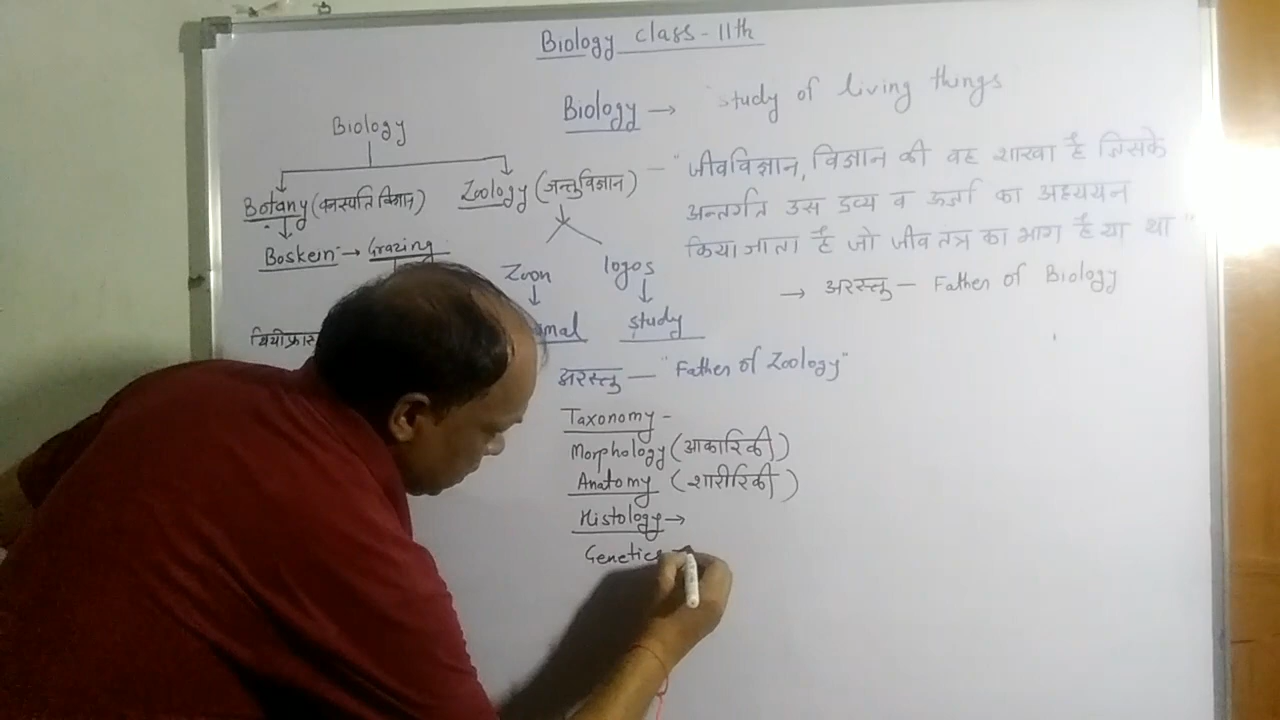 Biology class - 11th
Biology → study of living things
Biology
Botany (वनस्पति विज्ञान)
Zoology (जन्तुविज्ञान) –
"जीवविज्ञान, विज्ञान की वह शाखा है जिसके
अन्तर्गत उस द्रव्य व ऊर्जा का अध्ययन
किया जाता है जो जीव तंत्र का भाग है या था"
Boskein → Grazing
Zoon
logos
→ अरस्तु – Father of Biology
study
अरस्तु – "Father of Zoology"
Taxonomy -
Morphology (आकारिकी)
Anatomy (शारीरिकी)
Histology →
Genetics